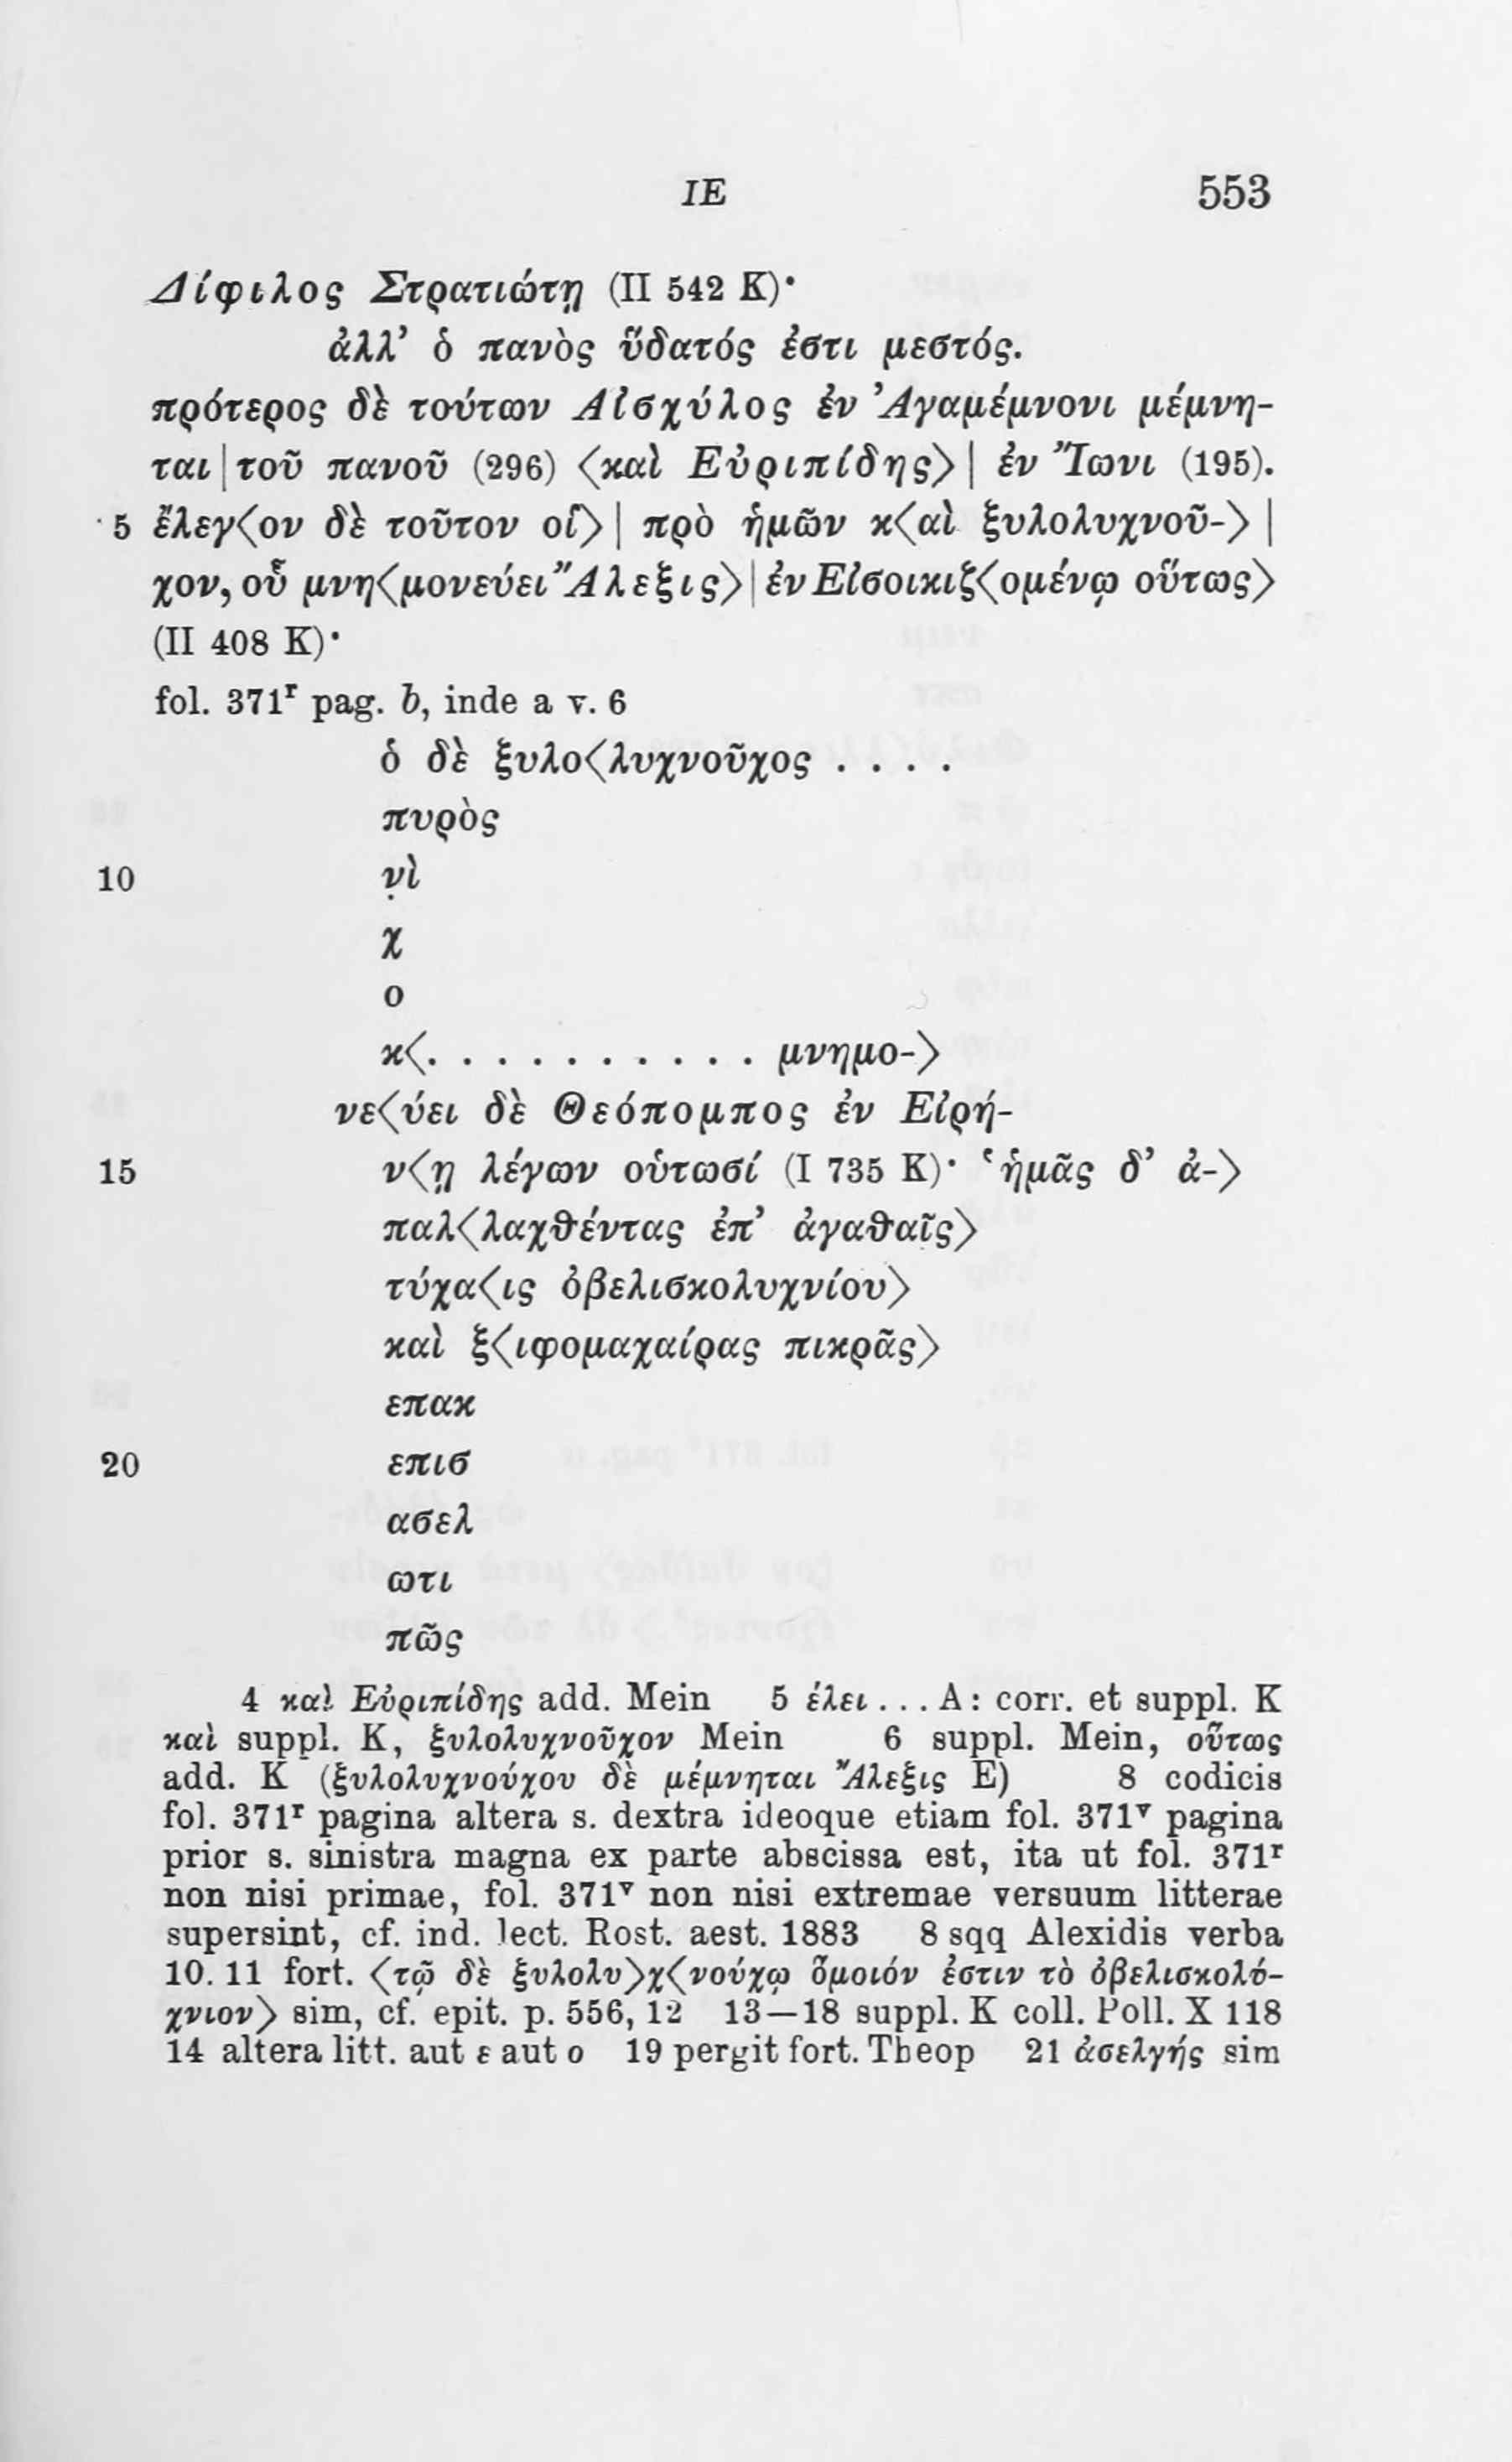 IE 553
Δίφιλος Στρατιώτῃ (II 542 K)·
ἀλλ’ ὁ πανὸς ὕδατός ἐστι μεστός.
πρότερος δὲ τούτων Αἰσχύλος ἐν Ἀγαμέμνονι μέμνη-
ται | τοῦ πανοῦ (296) 〈καὶ Εὐριπίδης〉 | ἐν Ἴωνι (195).
5 ἔλεγ〈ον δὲ τοῦτον οἱ〉 | πρὸ ἡμῶν κ〈αὶ ξυλολυχνοῦ-〉 |
χον, οὗ μνη〈μονεύει Ἄλεξις〉 | ἐν Εἰσοικιζ〈ομένῳ οὕτως〉
(II 408 K)·
fol. 371ʳ pag. b, inde a v. 6
ὁ δὲ ξυλο〈λυχνοῦχος . . . .
πυρὸς
10 ν̣ὶ
χ
ο
κ〈. . . . . . . . . . μνημο-〉
νε〈ύει δὲ Θεόπομπος ἐν Εἰρή-
15 ν〈ῃ λέγων οὑτωσί (I 735 K)· ‘ἡμᾶς δ’ ἀ-〉
παλ〈λαχθέντας ἐπ’ ἀγαθαῖς〉
τύχα〈ις ὀβελισκολυχνίου〉
καὶ ξ〈ιφομαχαίρας πικρᾶς〉
επακ
20 επισ
ασελ
ωτι
πῶς
4 καὶ Εὐριπίδης add. Mein 5 ἐλει . . . A : corr. et suppl. K
καὶ suppl. K, ξυλολυχνοῦχον Mein 6 suppl. Mein, οὕτως
add. K (ξυλολυχνούχου δὲ μέμνηται Ἄλεξις E) 8 codicis
fol. 371ʳ pagina altera s. dextra ideoque etiam fol. 371ᵛ pagina
prior s. sinistra magna ex parte abscissa est, ita ut fol. 371ʳ
non nisi primae, fol. 371ᵛ non nisi extremae versuum litterae
supersint, cf. ind. lect. Rost. aest. 1883 8 sqq Alexidis verba
10. 11 fort. 〈τῷ δὲ ξυλολυ〉χ〈νούχῳ ὅμοιόν ἐστιν τὸ ὀβελισκολύ-
χνιον〉 sim, cf. epit. p. 556, 12 13—18 suppl. K coll. Poll. X 118
14 altera litt. aut ε aut ο 19 pergit fort. Theop 21 ἀσελγής sim